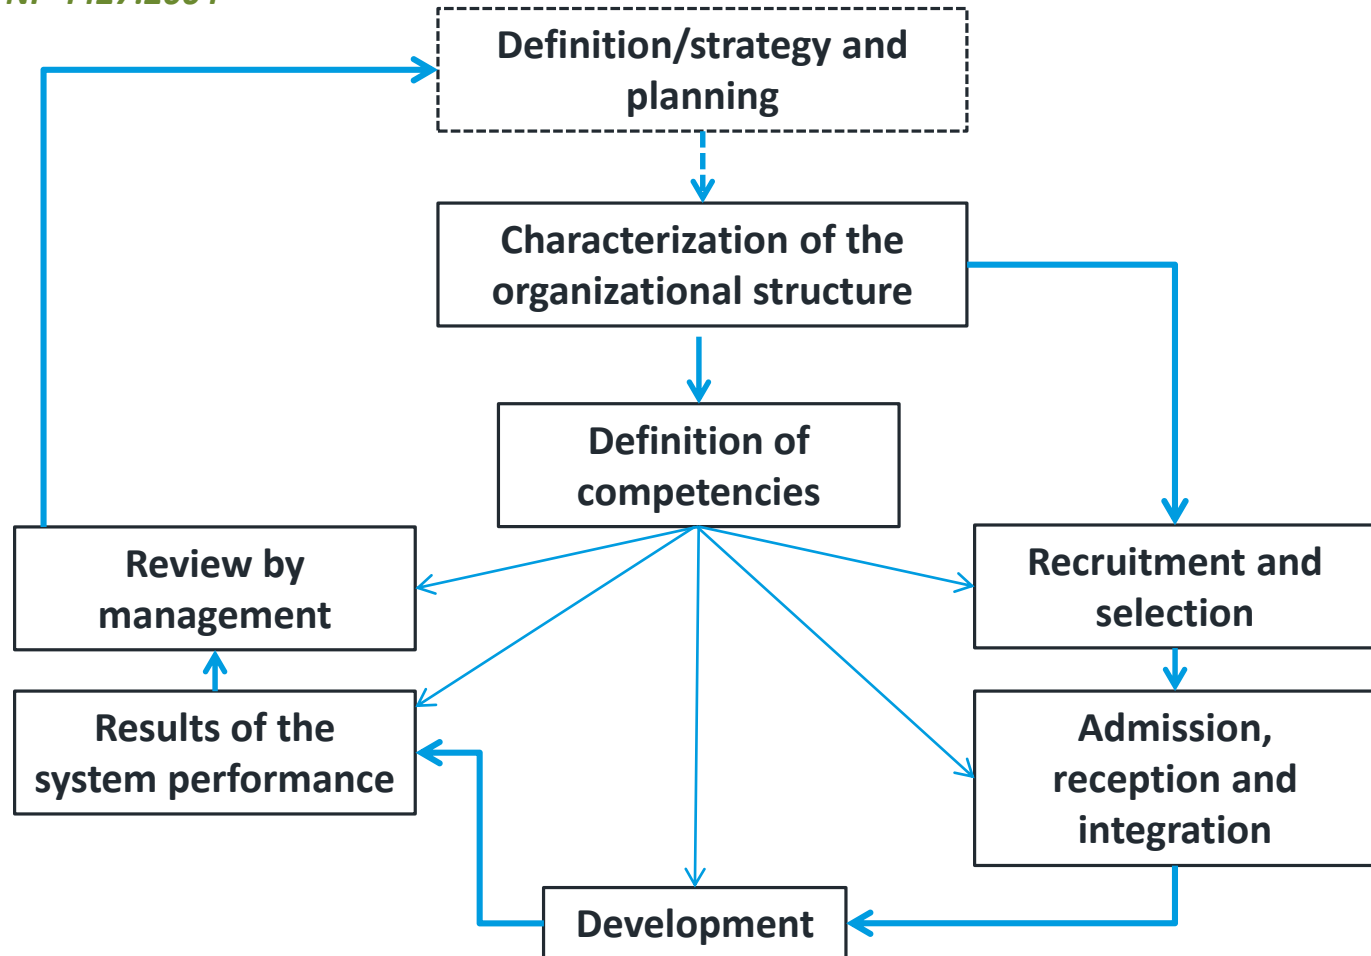 Definition/strategy and
planning
Characterization of the
organizational structure
Definition of
competencies
Review by
management
Recruitment and
selection
Results of the
system performance
Admission,
reception and
integration
Development